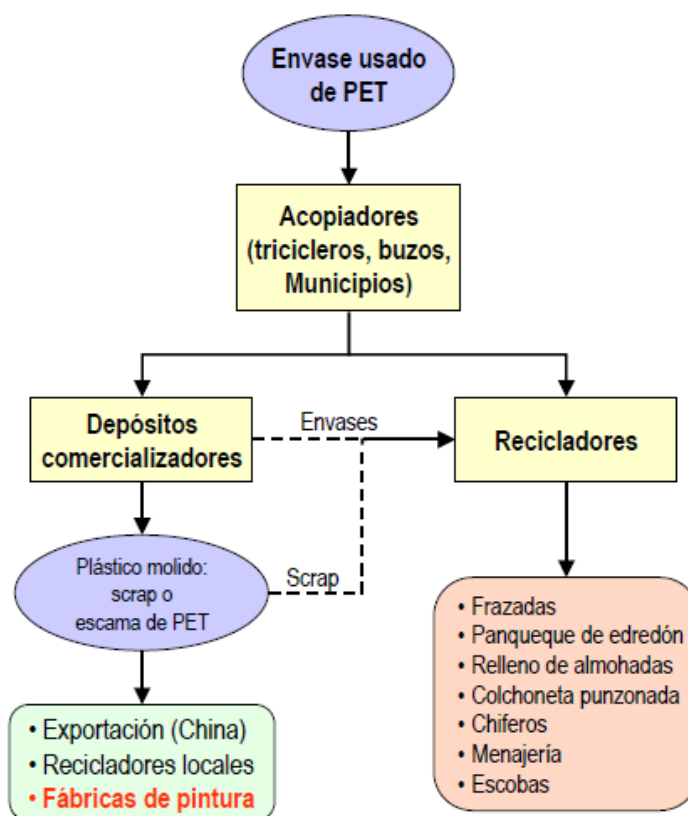 Envase usado
de PET
Acopiadores
(tricicleros, buzos,
Municipios)
Depósitos
comercializadores
Envases
Recicladores
Plástico molido:
scrap o
escama de PET
Scrap
• Frazadas
• Panqueque de edredón
• Relleno de almohadas
• Colchoneta punzonada
• Chiferos
• Menajería
• Escobas
• Exportación (China)
• Recicladores locales
• Fábricas de pintura